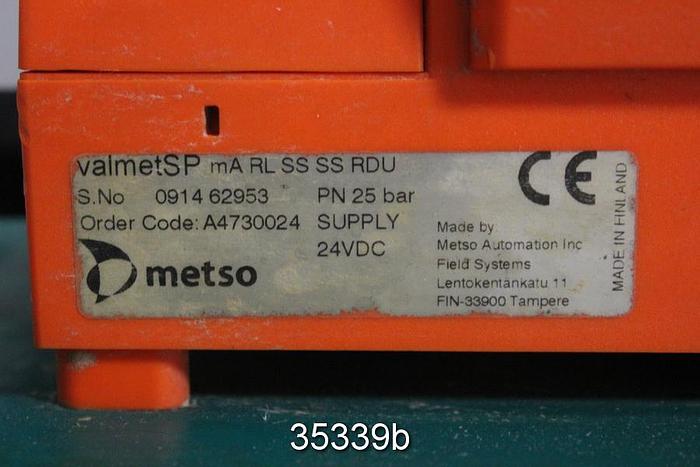 valmetSP mA RL SS SS RDU
S.No 0914 62953 PN 25 bar
Order Code: A4730024 SUPPLY
24VDC
metso
CE
Made by
Metso Automation Inc
Field Systems
Lentokentänkatu 11
FIN-33900 Tampere
MADE IN FINLAND
35339b